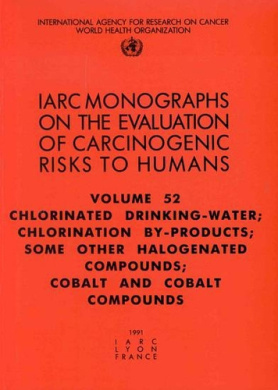 INTERNATIONAL AGENCY FOR RESEARCH ON CANCER
WORLD HEALTH ORGANIZATION
IARC MONOGRAPHS
ON THE EVALUATION
OF CARCINOGENIC
RISKS TO HUMANS
VOLUME 52
CHLORINATED DRINKING-WATER;
CHLORINATION BY-PRODUCTS;
SOME OTHER HALOGENATED
COMPOUNDS;
COBALT AND COBALT
COMPOUNDS
1991
IARC
LYON
FRANCE